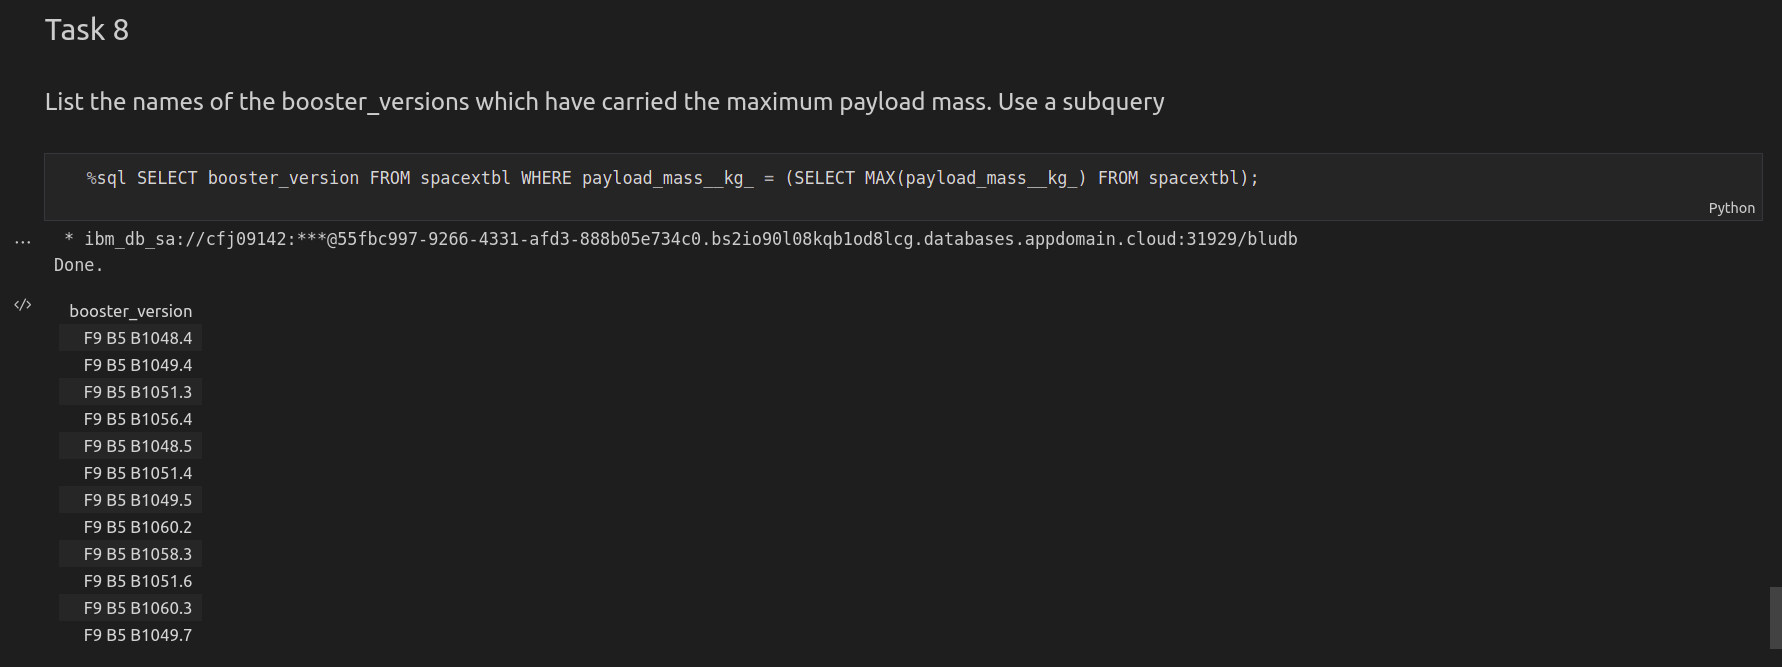 Task 8
List the names of the booster_versions which have carried the maximum payload mass. Use a subquery
%sql SELECT booster_version FROM spacextbl WHERE payload_mass__kg_ = (SELECT MAX(payload_mass__kg_) FROM spacextbl);
Python
* ibm_db_sa://cfj09142:***@55fbc997-9266-4331-afd3-888b05e734c0.bs2io90l08kqb1od8lcg.databases.appdomain.cloud:31929/bludb
Done.
booster_version
F9 B5 B1048.4
F9 B5 B1049.4
F9 B5 B1051.3
F9 B5 B1056.4
F9 B5 B1048.5
F9 B5 B1051.4
F9 B5 B1049.5
F9 B5 B1060.2
F9 B5 B1058.3
F9 B5 B1051.6
F9 B5 B1060.3
F9 B5 B1049.7